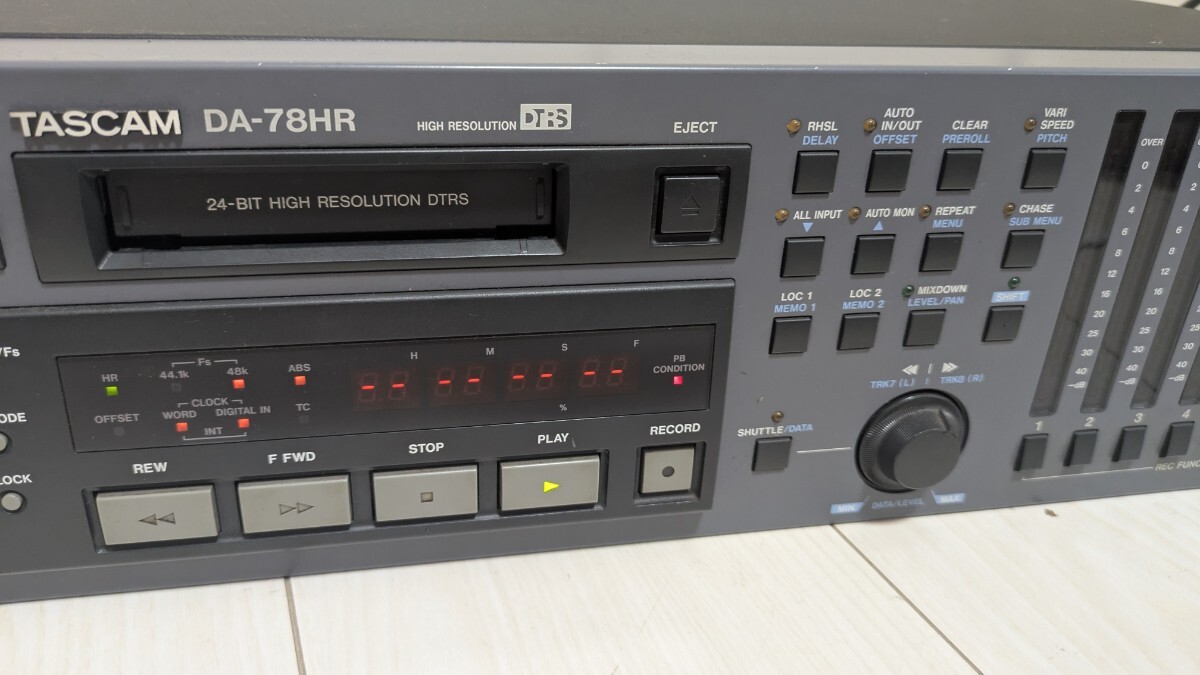 TASCAM DA-78HR
HIGH RESOLUTION DTRS
EJECT
24-BIT HIGH RESOLUTION DTRS
RHSL
DELAY
AUTO
IN/OUT
OFFSET
CLEAR
PREROLL
VARI
SPEED
PITCH
ALL INPUT
AUTO MON
REPEAT
MENU
CHASE
SUB MENU
LOC 1
MEMO 1
LOC 2
MEMO 2
MIXDOWN
LEVEL/PAN
SHIFT
TRK7 (L) TRK8 (R)
SHUTTLE/DATA
MIN DATA/LEVEL MAX
OVER
0
2
4
6
8
12
16
20
25
30
40
-dB
1 2 3 4
REC FUNC
/Fs
ODE
LOCK
HR
Fs
44.1k 48k
ABS
H M S F
-- -- -- --
PB
CONDITION
OFFSET
CLOCK
WORD DIGITAL IN
INT
TC
%
REW
F FWD
STOP
PLAY
RECORD